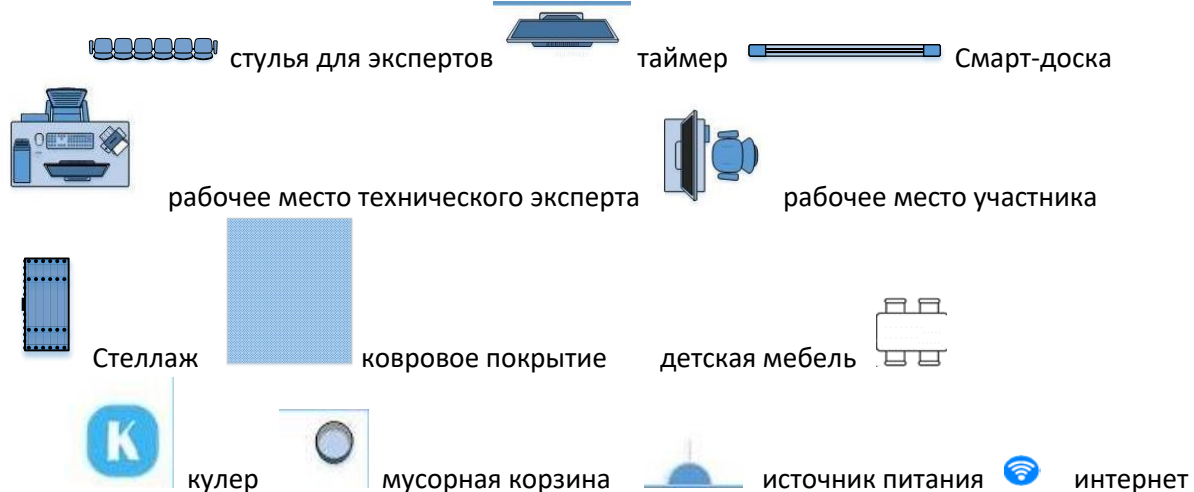 стулья для экспертов таймер Смарт-доска
рабочее место технического эксперта рабочее место участника
Стеллаж ковровое покрытие детская мебель
К кулер мусорная корзина источник питания интернет